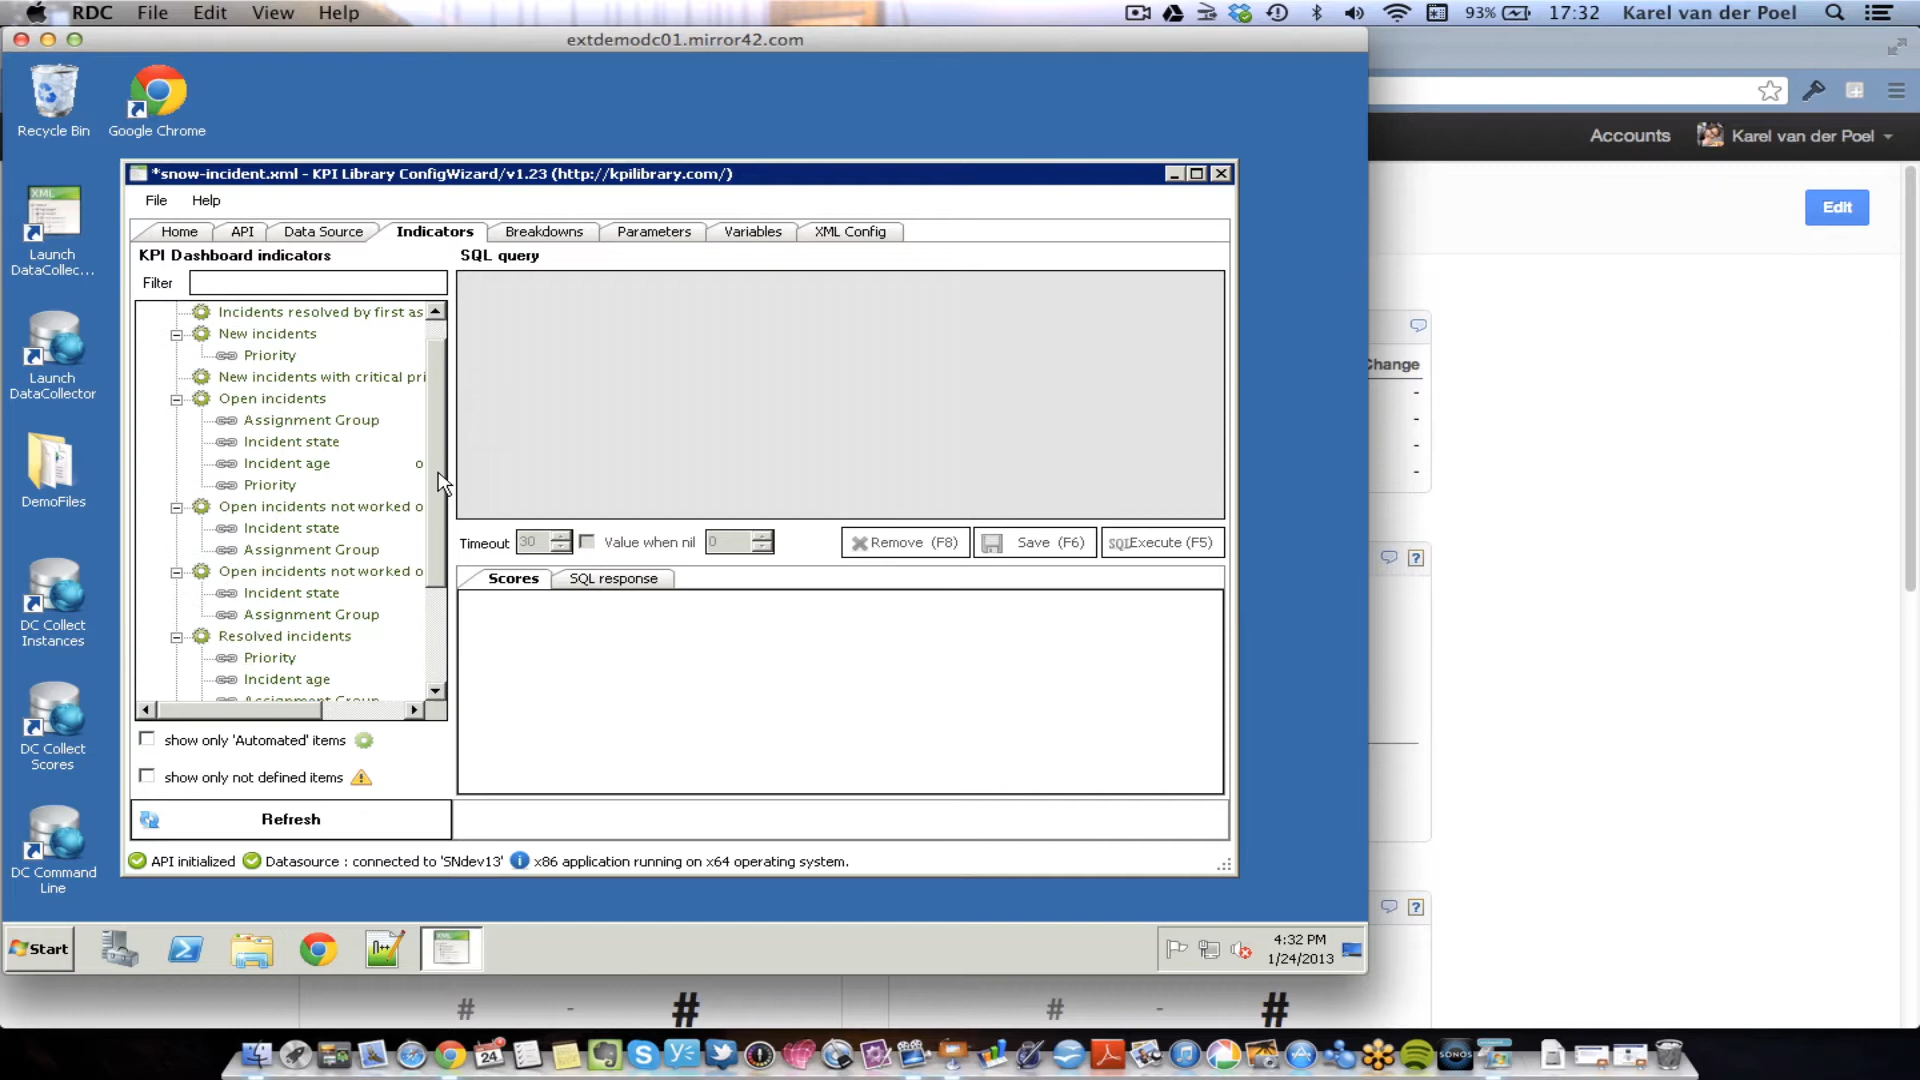 RDC File Edit View Help 93% 17:32 Karel van der Poel
extdemodc01.mirror42.com
Accounts Karel van der Poel
Edit
Change
-
-
-
-
Recycle Bin
Google Chrome
XML
Launch
DataCollec...
Launch
DataCollector
DemoFiles
DC Collect
Instances
DC Collect
Scores
DC Command
Line
*snow-incident.xml - KPI Library ConfigWizard/v1.23 (http://kpilibrary.com/)
File Help
Home API Data Source Indicators Breakdowns Parameters Variables XML Config
KPI Dashboard indicators
SQL query
Filter
Incidents resolved by first as
New incidents
Priority
New incidents with critical pri
Open incidents
Assignment Group
Incident state
Incident age o
Priority
Open incidents not worked o
Incident state
Assignment Group
Open incidents not worked o
Incident state
Assignment Group
Resolved incidents
Priority
Incident age
Assignment Group
Timeout 30 Value when nil 0 Remove (F8) Save (F6) SQL Execute (F5)
Scores SQL response
show only 'Automated' items
show only not defined items
Refresh
API initialized Datasource : connected to 'SNdev13' x86 application running on x64 operating system.
Start
4:32 PM
1/24/2013
# - # # - #
24
SONOS